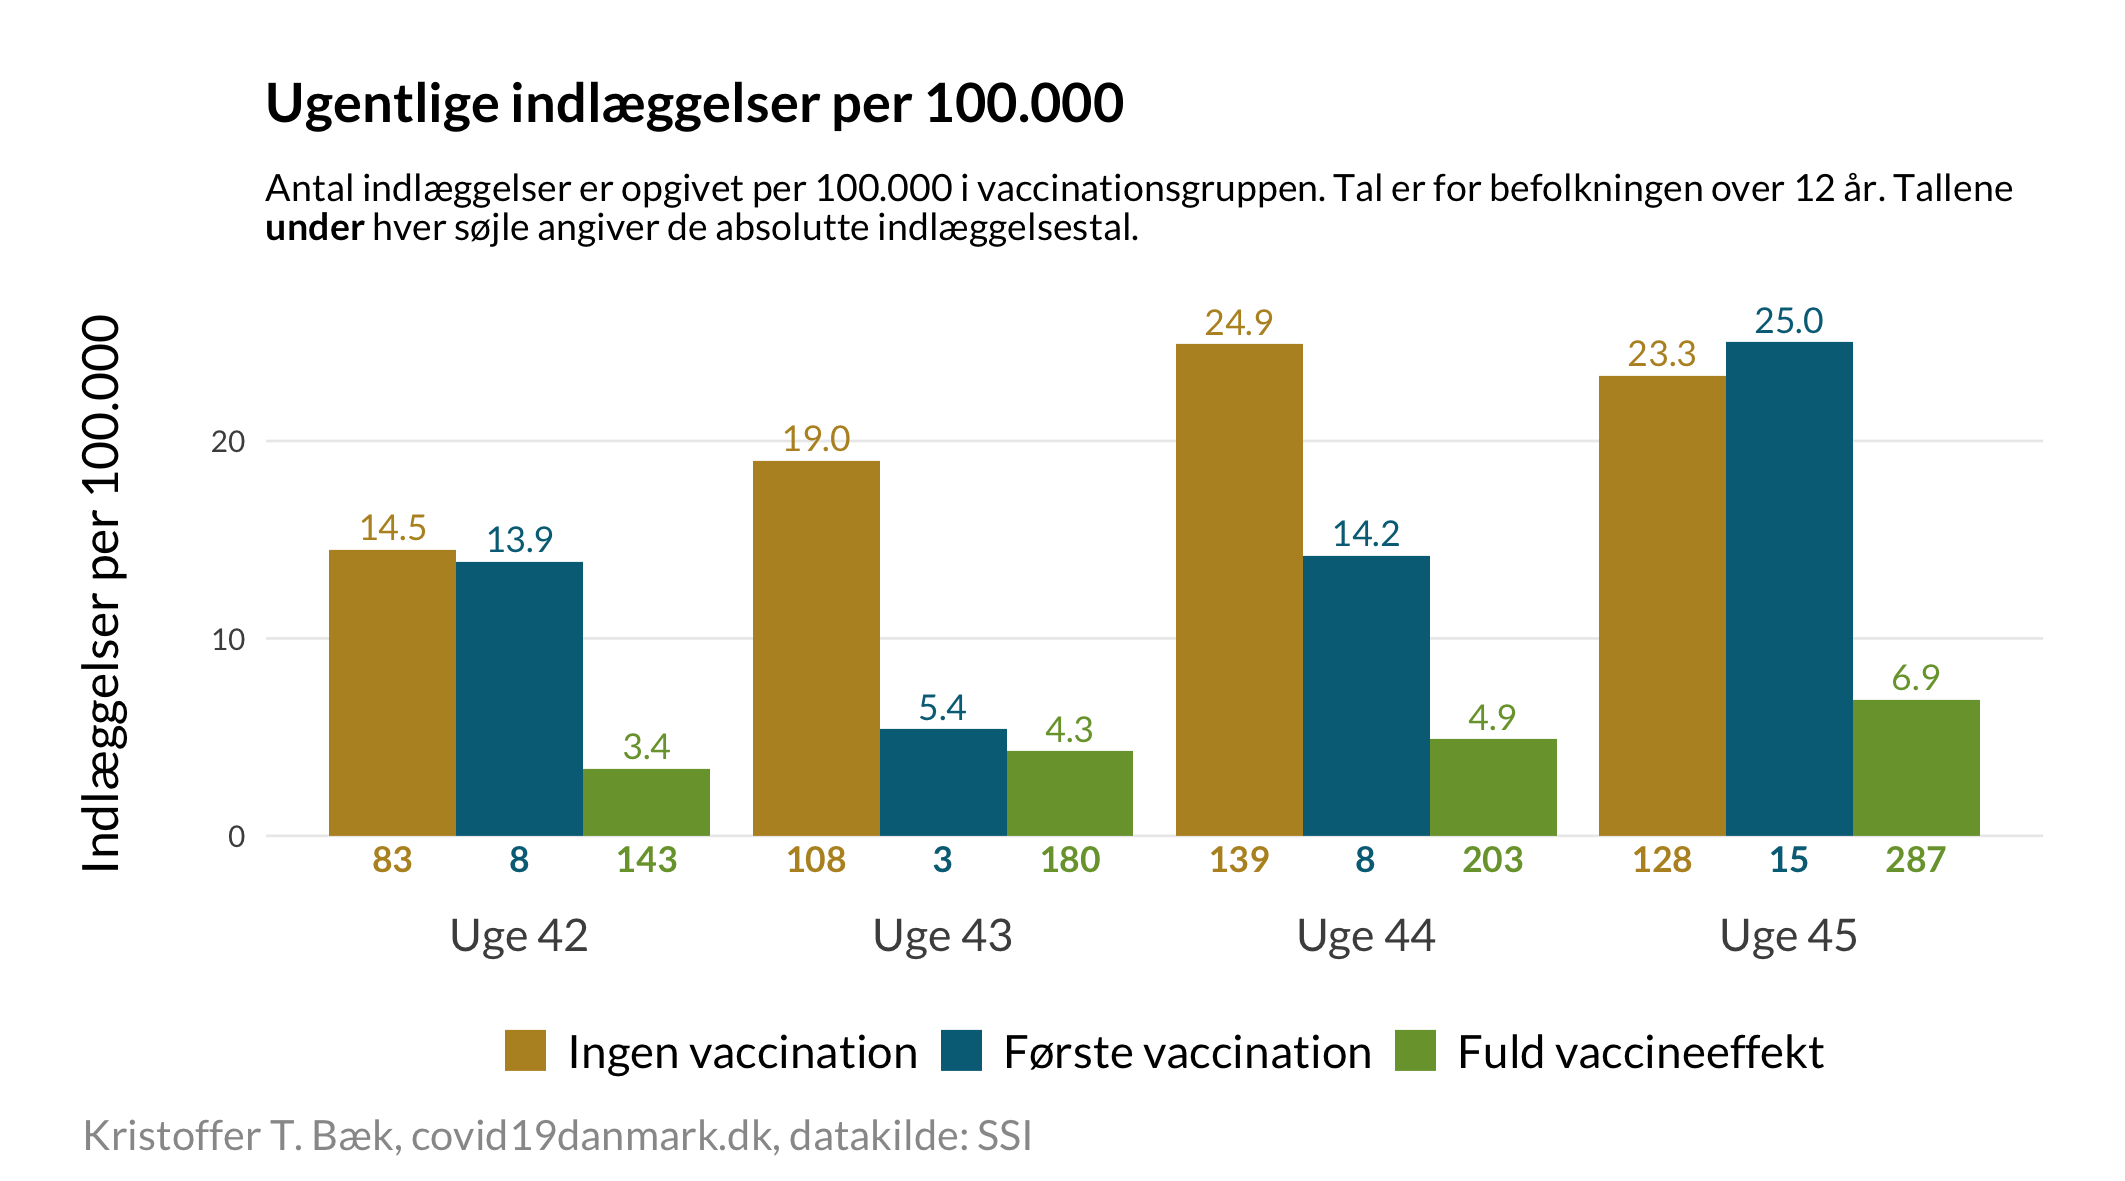 Ugentlige indlæggelser per 100.000
Antal indlæggelser er opgivet per 100.000 i vaccinationsgruppen. Tal er for befolkningen over 12 år. Tallene
under hver søjle angiver de absolutte indlæggelsestal.
Indlæggelser per 100.000
20
10
0
14.5
13.9
3.4
19.0
5.4
4.3
24.9
14.2
4.9
23.3
25.0
6.9
83 8 143 108 3 180 139 8 203 128 15 287
Uge 42 Uge 43 Uge 44 Uge 45
Ingen vaccination Første vaccination Fuld vaccineeffekt
Kristoffer T. Bæk, covid19danmark.dk, datakilde: SSI